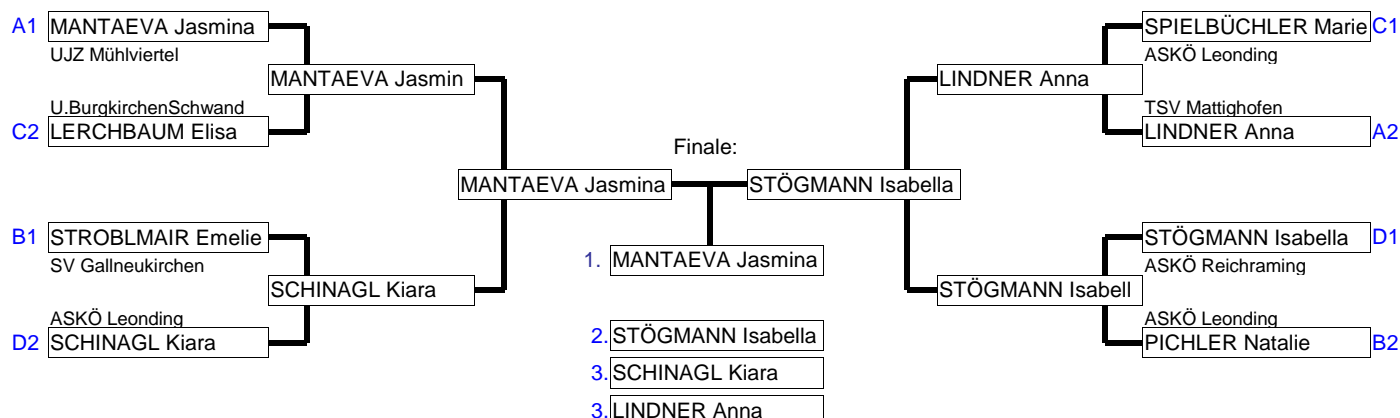 A1 MANTAEVA Jasmina
UJZ Mühlviertel
MANTAEVA Jasmin
U.BurgkirchenSchwand
C2 LERCHBAUM Elisa
MANTAEVA Jasmina
B1 STROBLMAIR Emelie
SV Gallneukirchen
SCHINAGL Kiara
ASKÖ Leonding
D2 SCHINAGL Kiara
Finale:
1. MANTAEVA Jasmina
2. STÖGMANN Isabella
3. SCHINAGL Kiara
3. LINDNER Anna
SPIELBÜCHLER Marie C1
ASKÖ Leonding
LINDNER Anna
TSV Mattighofen
LINDNER Anna A2
STÖGMANN Isabella
STÖGMANN Isabella D1
ASKÖ Reichraming
STÖGMANN Isabell
ASKÖ Leonding
PICHLER Natalie B2